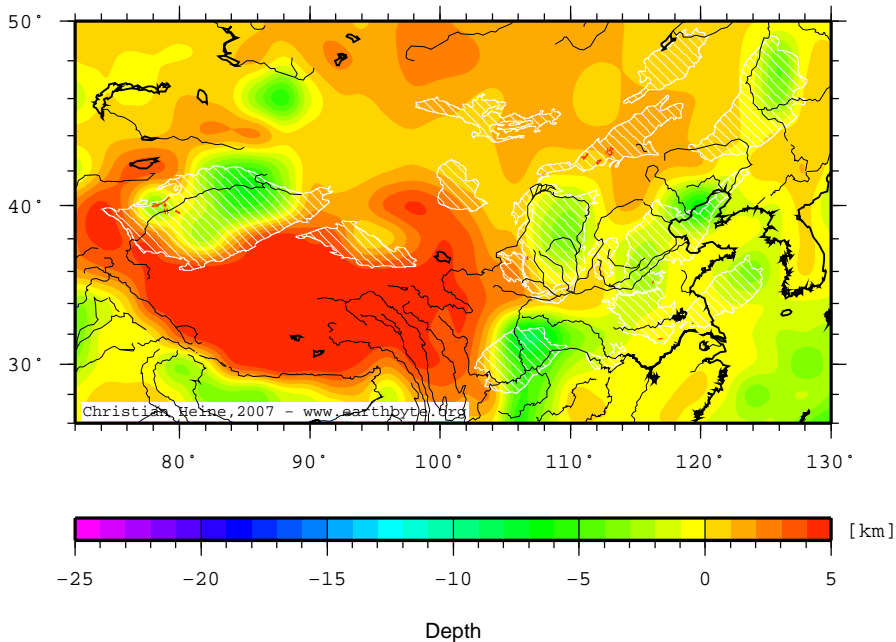 50°
40°
30°
Christian Heine,2007 – www.earthbyte.org
80° 90° 100° 110° 120° 130°
[km]
−25 −20 −15 −10 −5 0 5
Depth